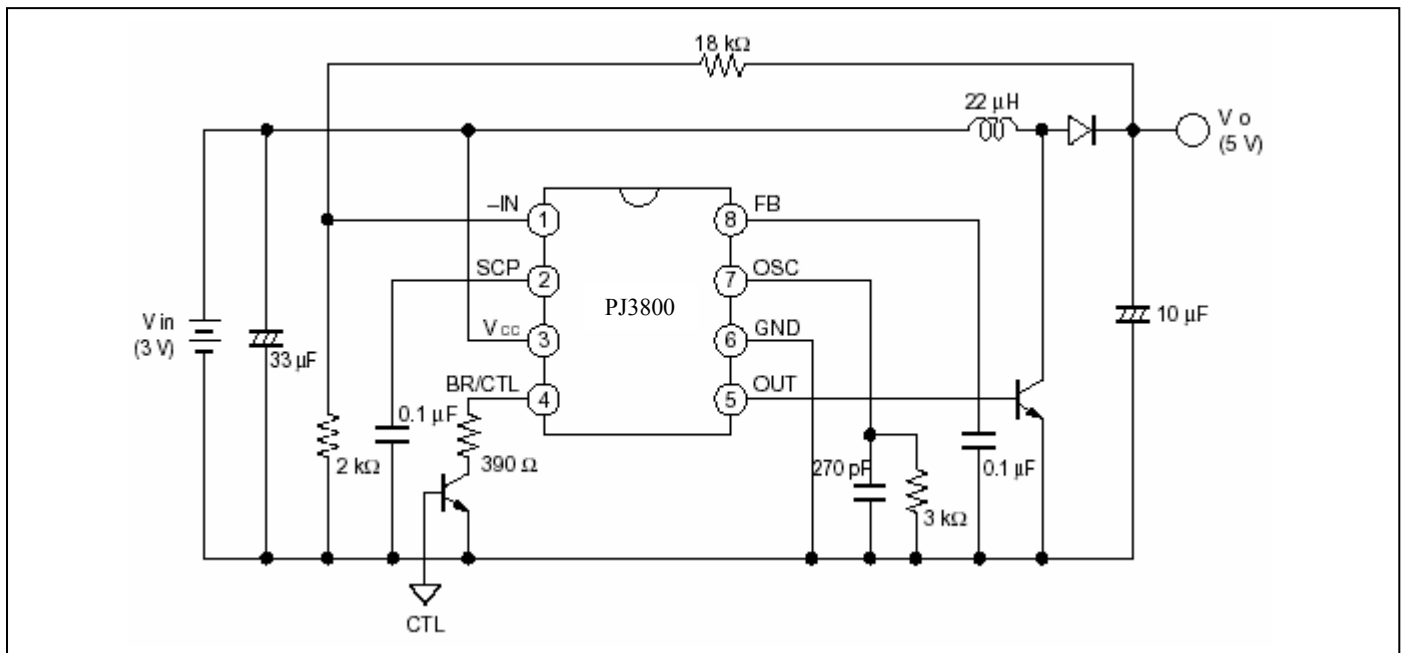 18 kΩ
22 µH
V o
(5 V)
–IN
1
8
FB
SCP
2
7
OSC
PJ3800
V in
(3 V)
33 µF
Vcc
3
6
GND
10 µF
BR/CTL
4
5
OUT
0.1 µF
2 kΩ
390 Ω
270 pF
0.1 µF
3 kΩ
CTL